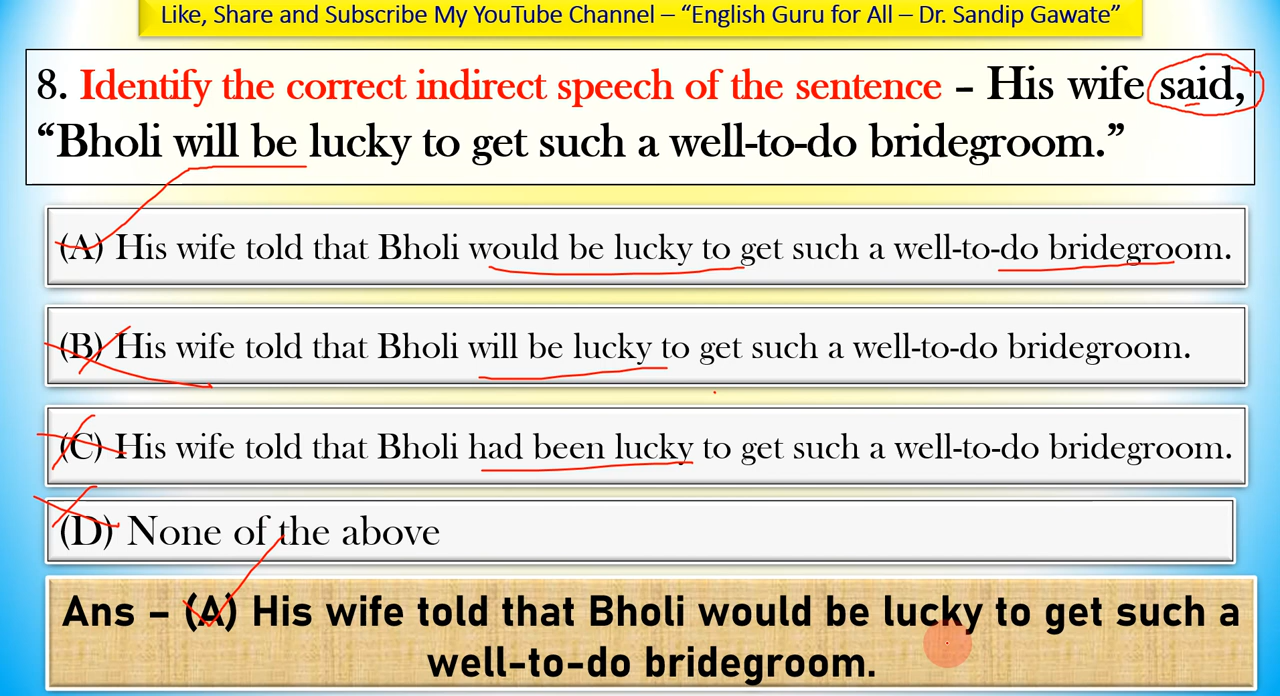 Like, Share and Subscribe My YouTube Channel – “English Guru for All – Dr. Sandip Gawate”
8. Identify the correct indirect speech of the sentence – His wife said,
“Bholi will be lucky to get such a well-to-do bridegroom.”
(A) His wife told that Bholi would be lucky to get such a well-to-do bridegroom.
(B) His wife told that Bholi will be lucky to get such a well-to-do bridegroom.
(C) His wife told that Bholi had been lucky to get such a well-to-do bridegroom.
(D) None of the above
Ans – (A) His wife told that Bholi would be lucky to get such a
well-to-do bridegroom.